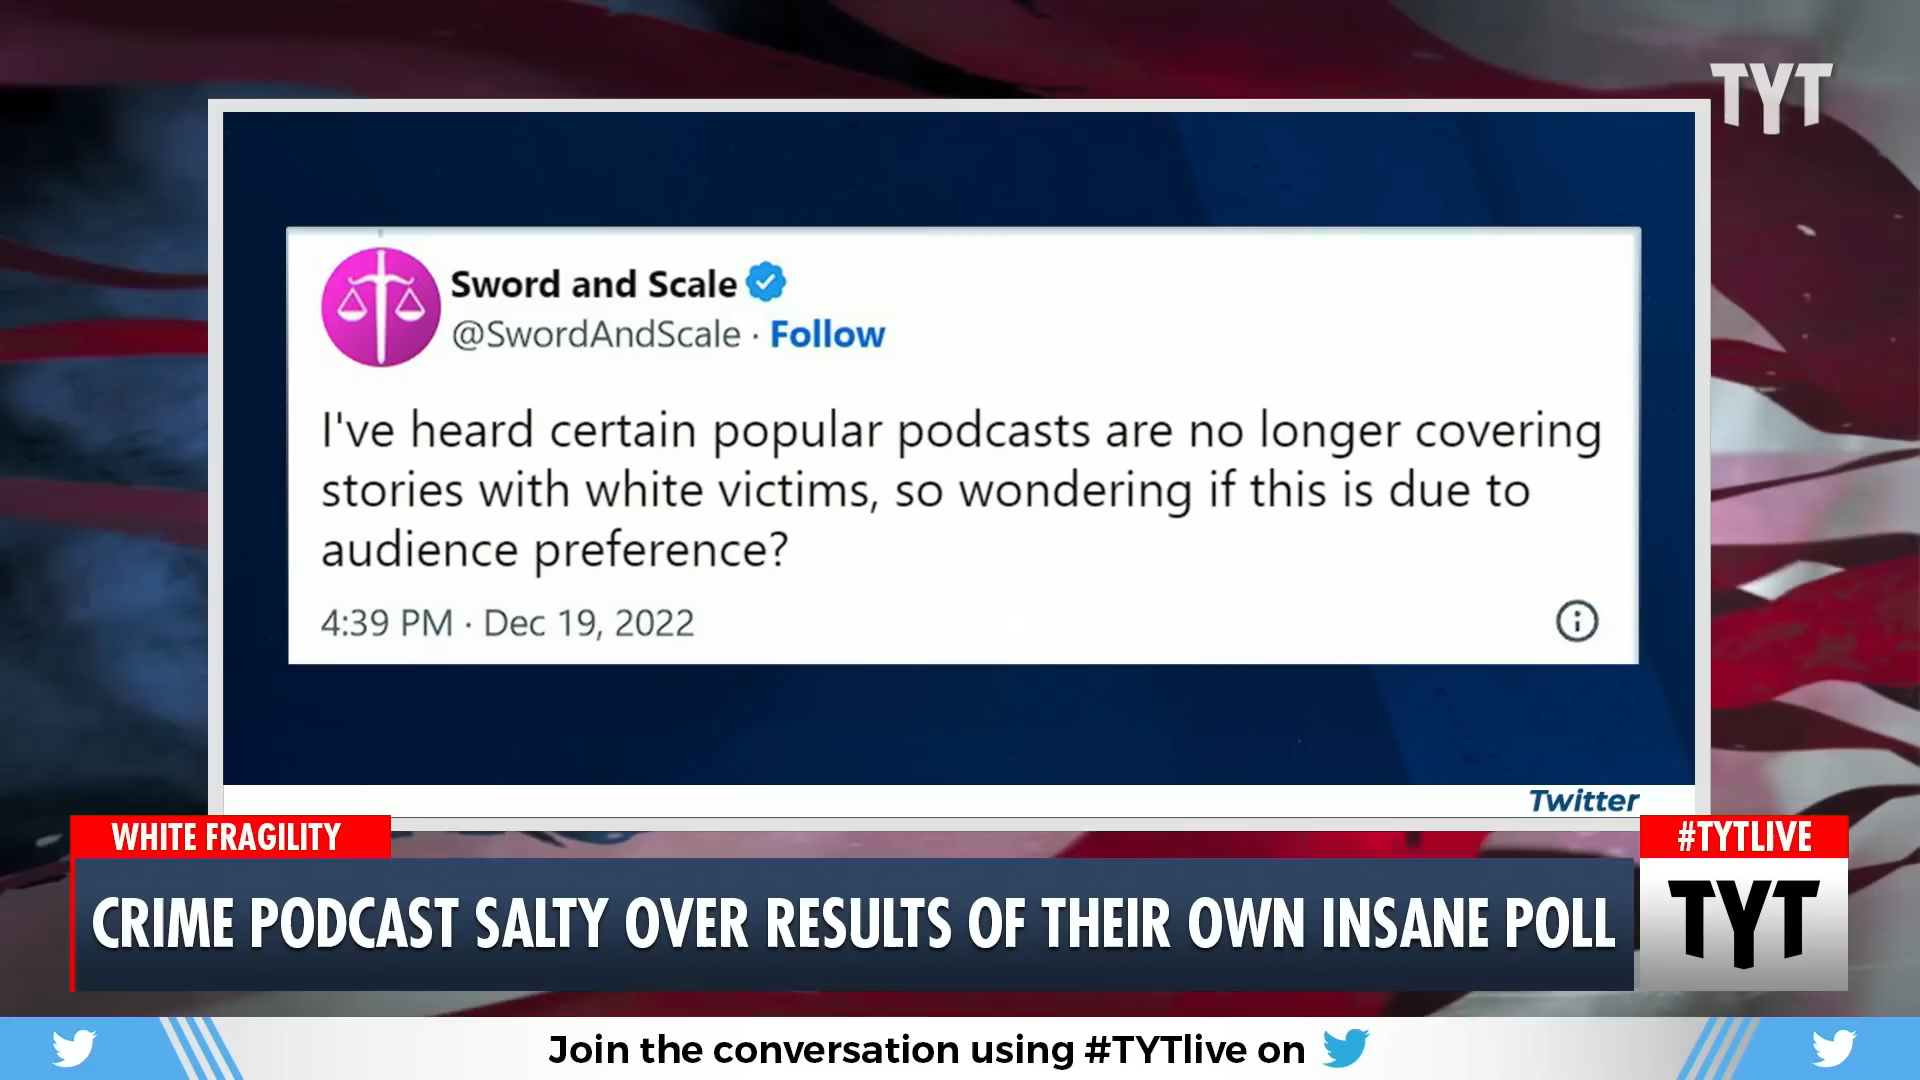 TYT
Sword and Scale
@SwordAndScale · Follow
I've heard certain popular podcasts are no longer covering
stories with white victims, so wondering if this is due to
audience preference?
4:39 PM · Dec 19, 2022
Twitter
WHITE FRAGILITY
#TYTLIVE
CRIME PODCAST SALTY OVER RESULTS OF THEIR OWN INSANE POLL
TYT
Join the conversation using #TYTlive on